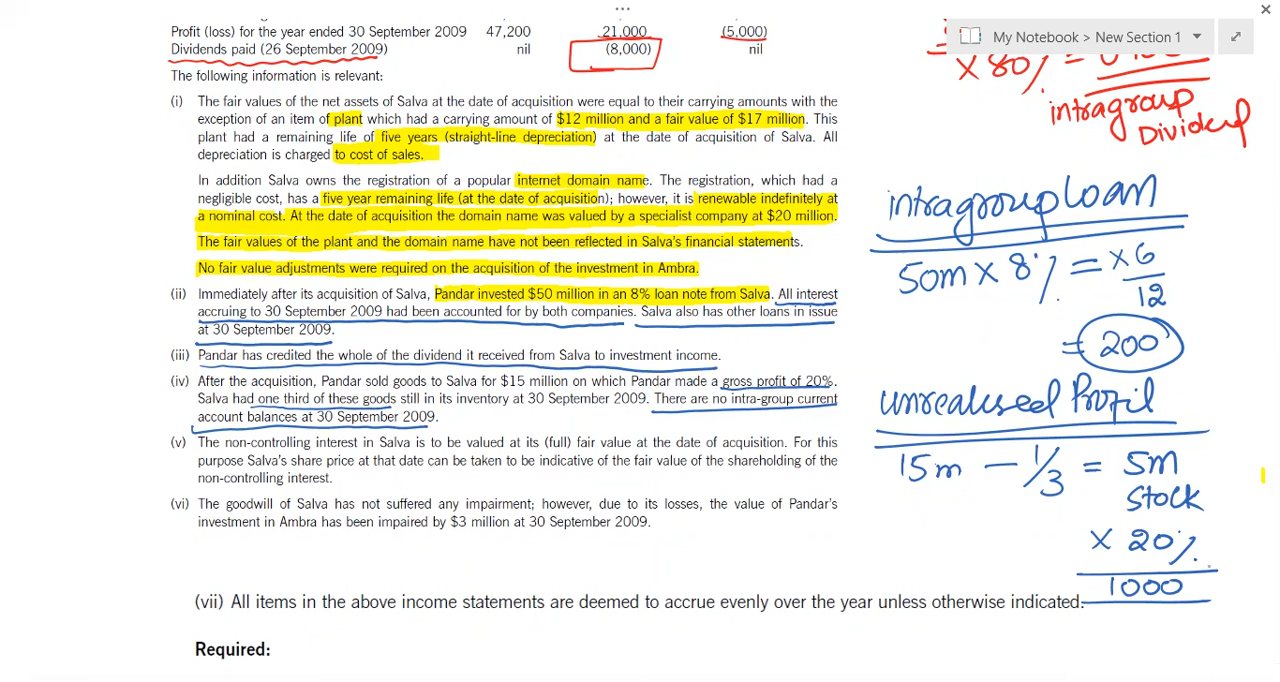 Profit (loss) for the year ended 30 September 2009 47,200 21,000 (5,000)
Dividends paid (26 September 2009) nil (8,000) nil
My Notebook > New Section 1
The following information is relevant:
x 80% =
intragroup
Dividend
(i) The fair values of the net assets of Salva at the date of acquisition were equal to their carrying amounts with the
exception of an item of plant which had a carrying amount of $12 million and a fair value of $17 million. This
plant had a remaining life of five years (straight-line depreciation) at the date of acquisition of Salva. All
depreciation is charged to cost of sales.
In addition Salva owns the registration of a popular internet domain name. The registration, which had a
negligible cost, has a five year remaining life (at the date of acquisition); however, it is renewable indefinitely at
a nominal cost. At the date of acquisition the domain name was valued by a specialist company at $20 million.
The fair values of the plant and the domain name have not been reflected in Salva's financial statements.
No fair value adjustments were required on the acquisition of the investment in Ambra.
(ii) Immediately after its acquisition of Salva, Pandar invested $50 million in an 8% loan note from Salva. All interest
accruing to 30 September 2009 had been accounted for by both companies. Salva also has other loans in issue
at 30 September 2009.
(iii) Pandar has credited the whole of the dividend it received from Salva to investment income.
(iv) After the acquisition, Pandar sold goods to Salva for $15 million on which Pandar made a gross profit of 20%.
Salva had one third of these goods still in its inventory at 30 September 2009. There are no intra-group current
account balances at 30 September 2009.
(v) The non-controlling interest in Salva is to be valued at its (full) fair value at the date of acquisition. For this
purpose Salva's share price at that date can be taken to be indicative of the fair value of the shareholding of the
non-controlling interest.
(vi) The goodwill of Salva has not suffered any impairment; however, due to its losses, the value of Pandar's
investment in Ambra has been impaired by $3 million at 30 September 2009.
(vii) All items in the above income statements are deemed to accrue evenly over the year unless otherwise indicated.
Required:
intragroup loan
50m x 8% = x 6/12
= 200
unrealised Profit
15m - 1/3 = 5m
Stock
x 20%
1000